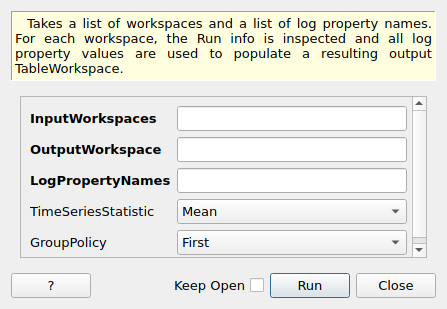 Takes a list of workspaces and a list of log property names.
For each workspace, the Run info is inspected and all log
property values are used to populate a resulting output
TableWorkspace.
InputWorkspaces
OutputWorkspace
LogPropertyNames
TimeSeriesStatistic Mean
GroupPolicy First
? Keep Open Run Close